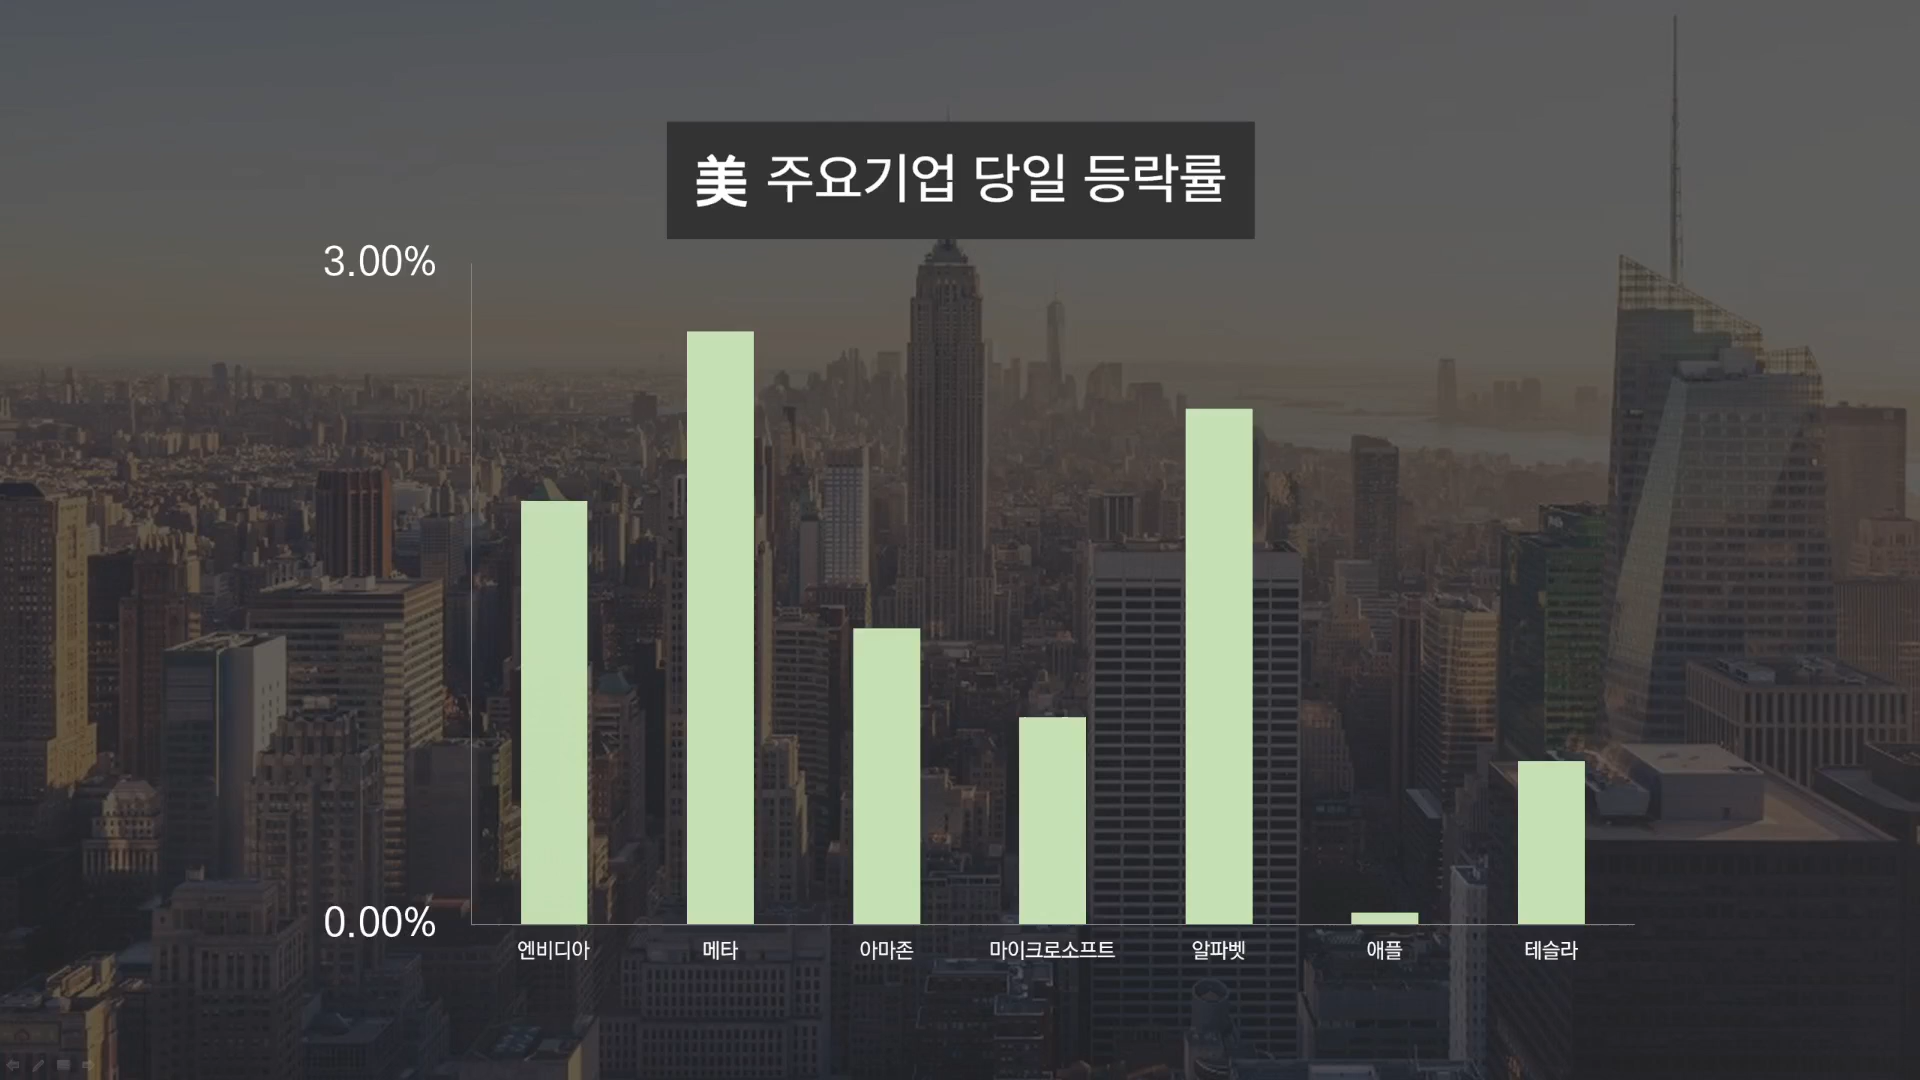 美 주요기업 당일 등락률
3.00%
0.00%
엔비디아
메타
아마존
마이크로소프트
알파벳
애플
테슬라